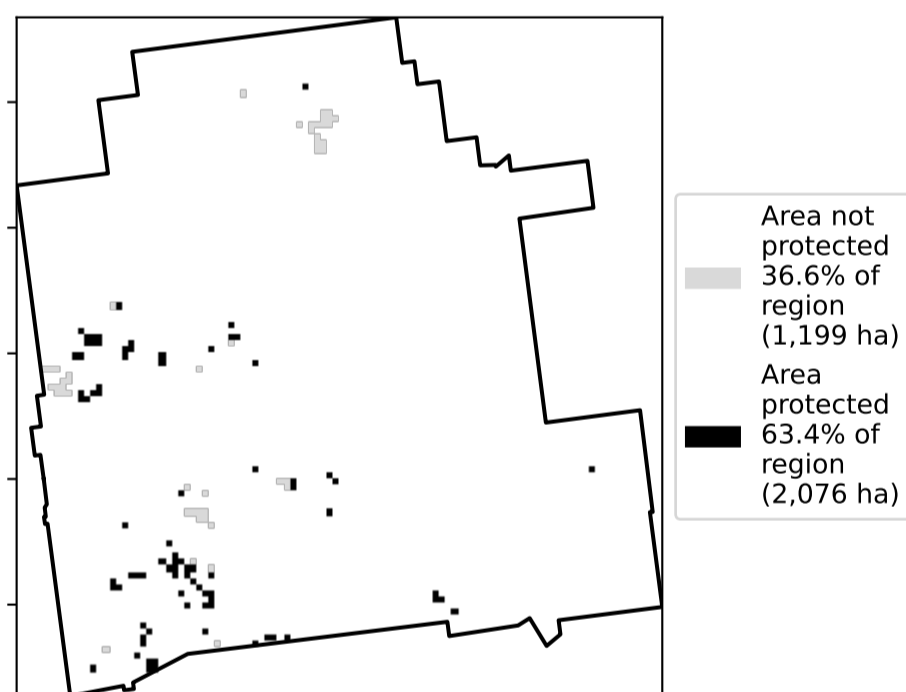 Area not
protected
36.6% of
region
(1,199 ha)
Area
protected
63.4% of
region
(2,076 ha)